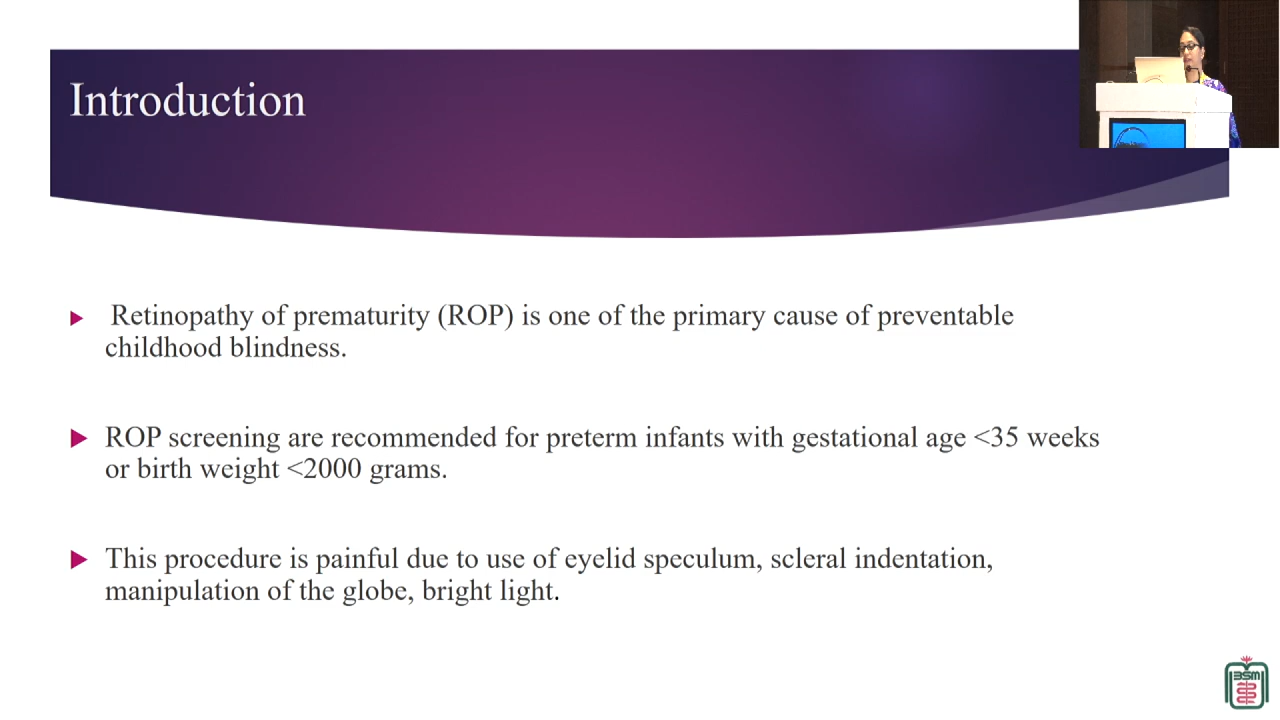 Introduction
Retinopathy of prematurity (ROP) is one of the primary cause of preventable
childhood blindness.
ROP screening are recommended for preterm infants with gestational age <35 weeks
or birth weight <2000 grams.
This procedure is painful due to use of eyelid speculum, scleral indentation,
manipulation of the globe, bright light.
BSM